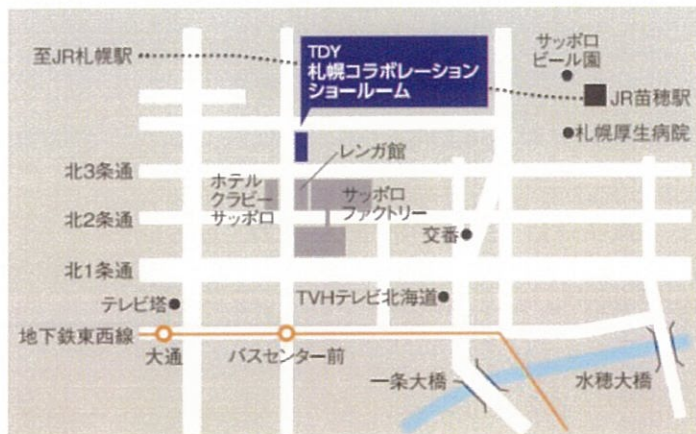 至JR札幌駅
TDY
札幌コラボレーション
ショールーム
サッポロ
ビール園
JR苗穂駅
札幌厚生病院
レンガ館
北3条通
ホテル
クラビー
サッポロ
サッポロ
ファクトリー
北2条通
交番
北1条通
テレビ塔
TVHテレビ北海道
地下鉄東西線
大通
バスセンター前
一条大橋
水穂大橋